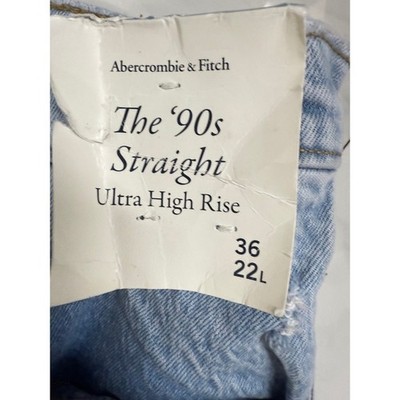 Abercrombie & Fitch
The ‘90s
Straight
Ultra High Rise
36
22L